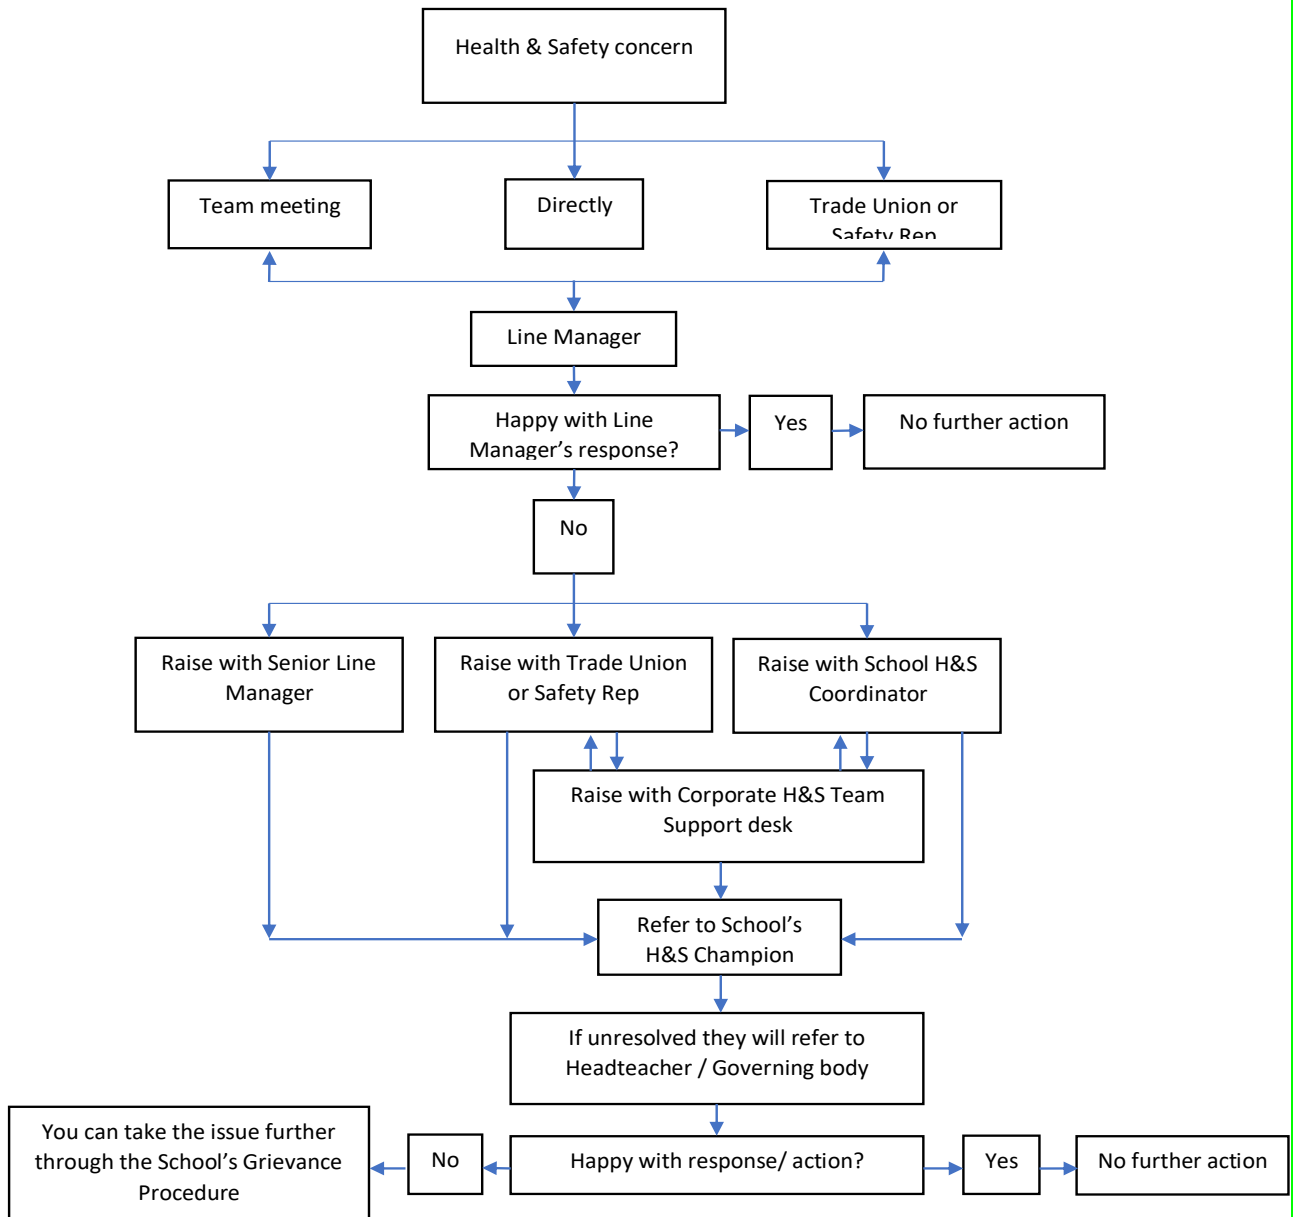 Health & Safety concern
Team meeting
Directly
Trade Union or
Safety Rep
Line Manager
Happy with Line
Manager’s response?
Yes
No further action
No
Raise with Senior Line
Manager
Raise with Trade Union
or Safety Rep
Raise with School H&S
Coordinator
Raise with Corporate H&S Team
Support desk
Refer to School’s
H&S Champion
If unresolved they will refer to
Headteacher / Governing body
You can take the issue further
through the School’s Grievance
Procedure
No
Happy with response/ action?
Yes
No further action